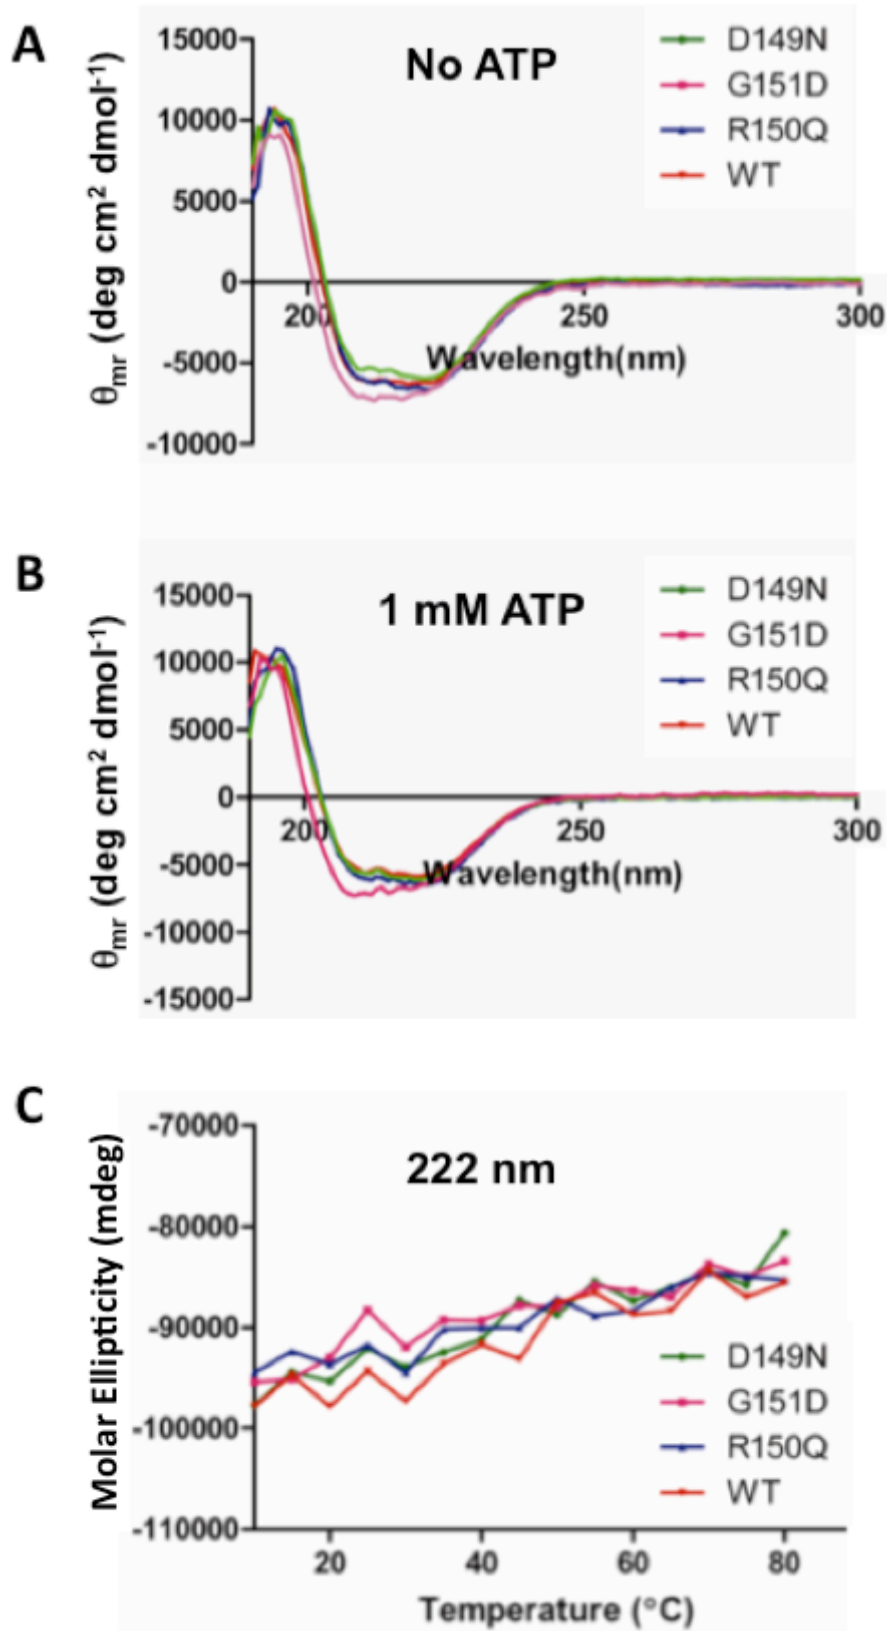 A
No ATP
θmr (deg cm² dmol⁻¹)
15000
10000
5000
0
-5000
-10000
200
250
300
Wavelength(nm)
D149N
G151D
R150Q
WT
B
1 mM ATP
θmr (deg cm² dmol⁻¹)
15000
10000
5000
0
-5000
-10000
-15000
200
250
300
Wavelength(nm)
D149N
G151D
R150Q
WT
C
222 nm
Molar Ellipticity (mdeg)
-70000
-80000
-90000
-100000
-110000
D149N
G151D
R150Q
WT
20
40
60
80
Temperature (°C)